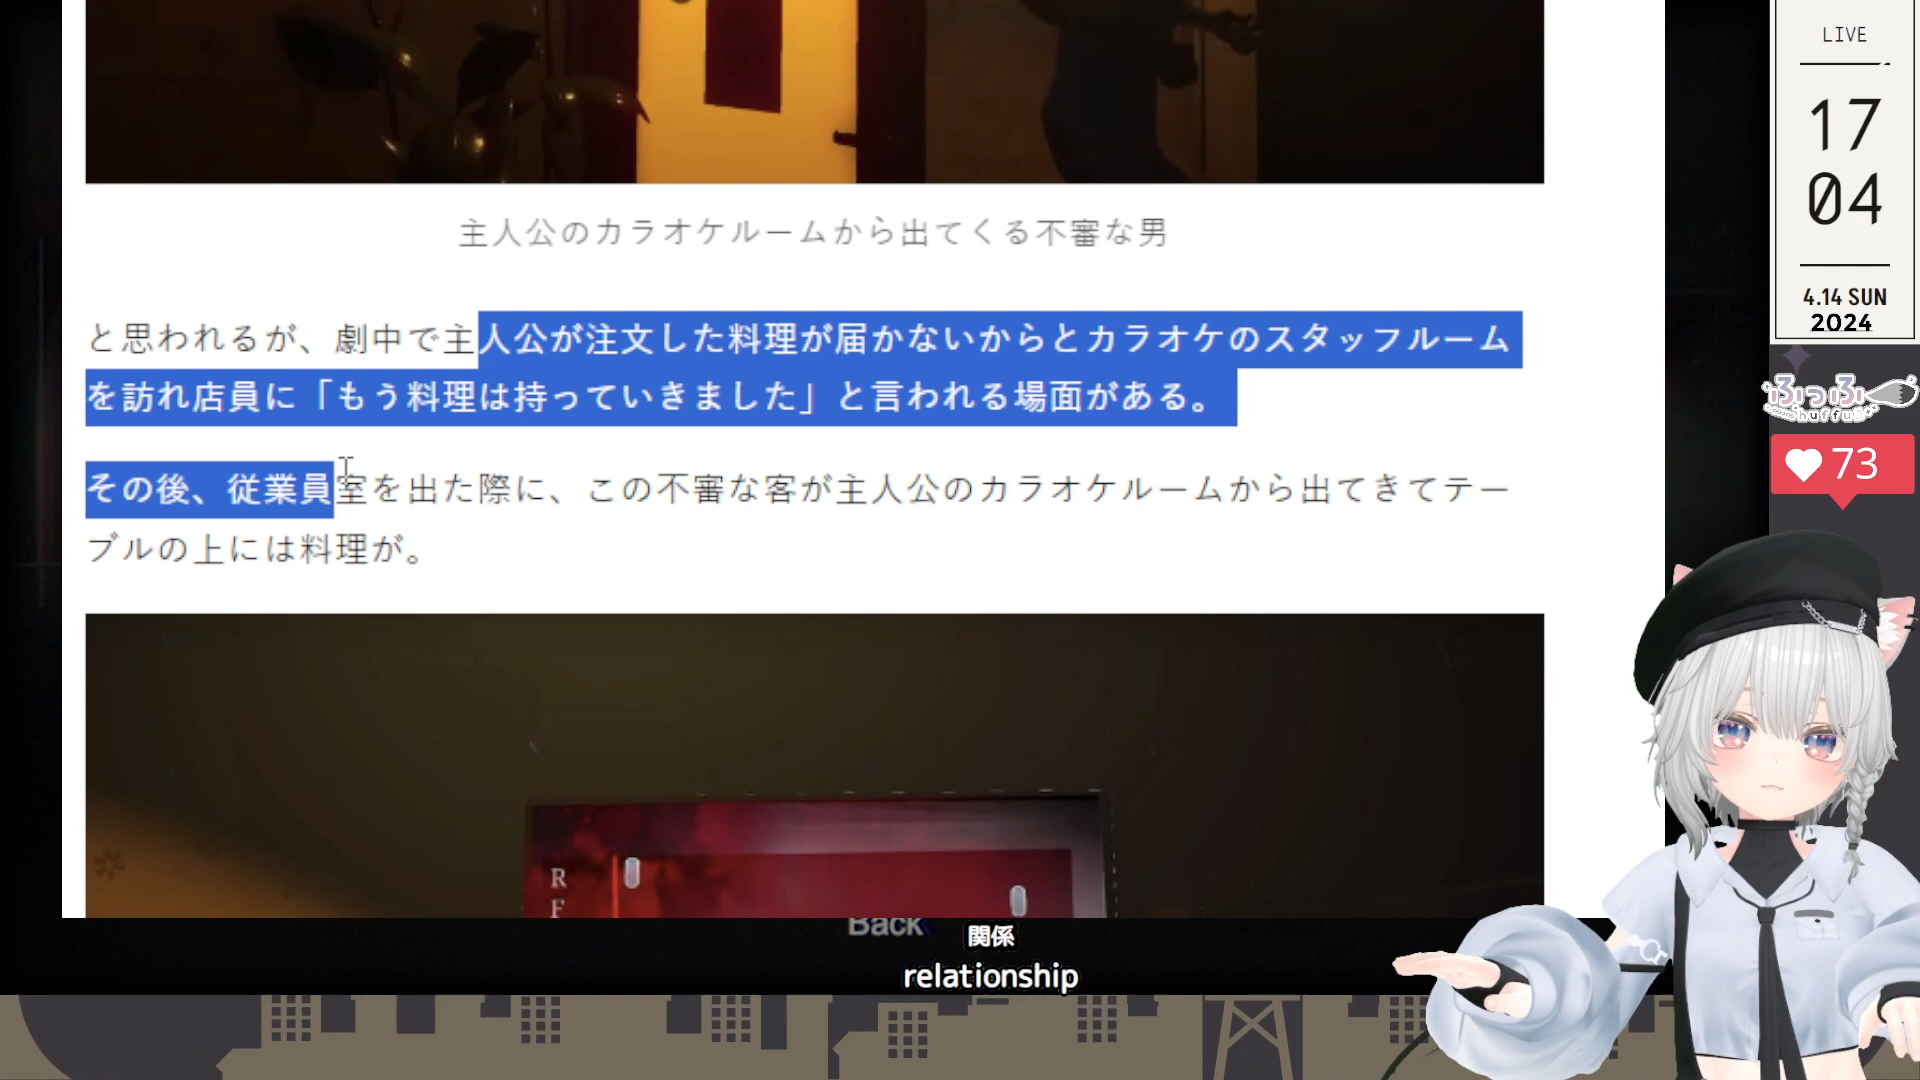 主人公のカラオケルームから出てくる不審な男
と思われるが、劇中で主人公が注文した料理が届かないからとカラオケのスタッフルーム
を訪れ店員に「もう料理は持っていきました」と言われる場面がある。
その後、従業員室を出た際に、この不審な客が主人公のカラオケルームから出てきてテー
ブルの上には料理が。
R
F
Back
関係
relationship
LIVE
17
04
4.14 SUN
2024
ふっふ
huffu
73